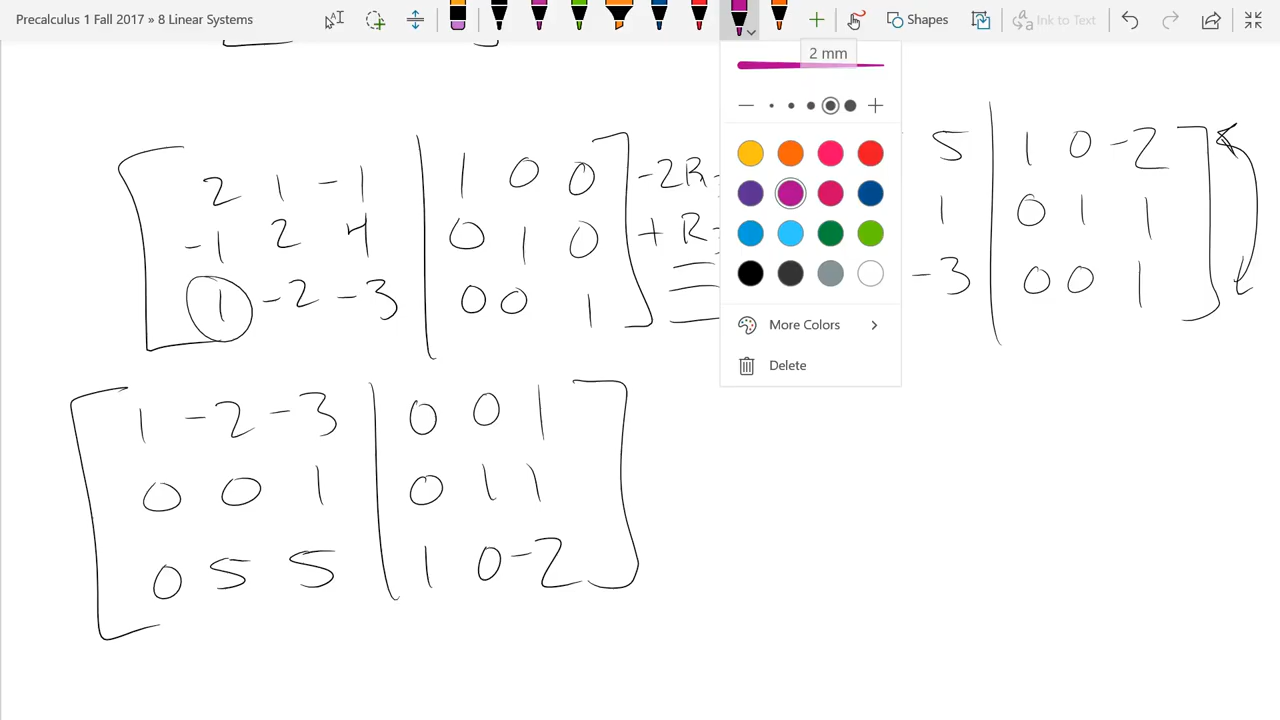 Precalculus 1 Fall 2017 » 8 Linear Systems
Shapes
Ink to Text
2 mm
More Colors
Delete
2 1 -1 | 1 0 0 -2R
-1 2 4 | 0 1 0 + R
1 -2 -3 | 0 0 1
5 | 1 0 -2
1 | 0 1 1
-3 | 0 0 1
1 -2 -3 | 0 0 1
0 0 1 | 0 1 1
0 5 5 | 1 0 -2